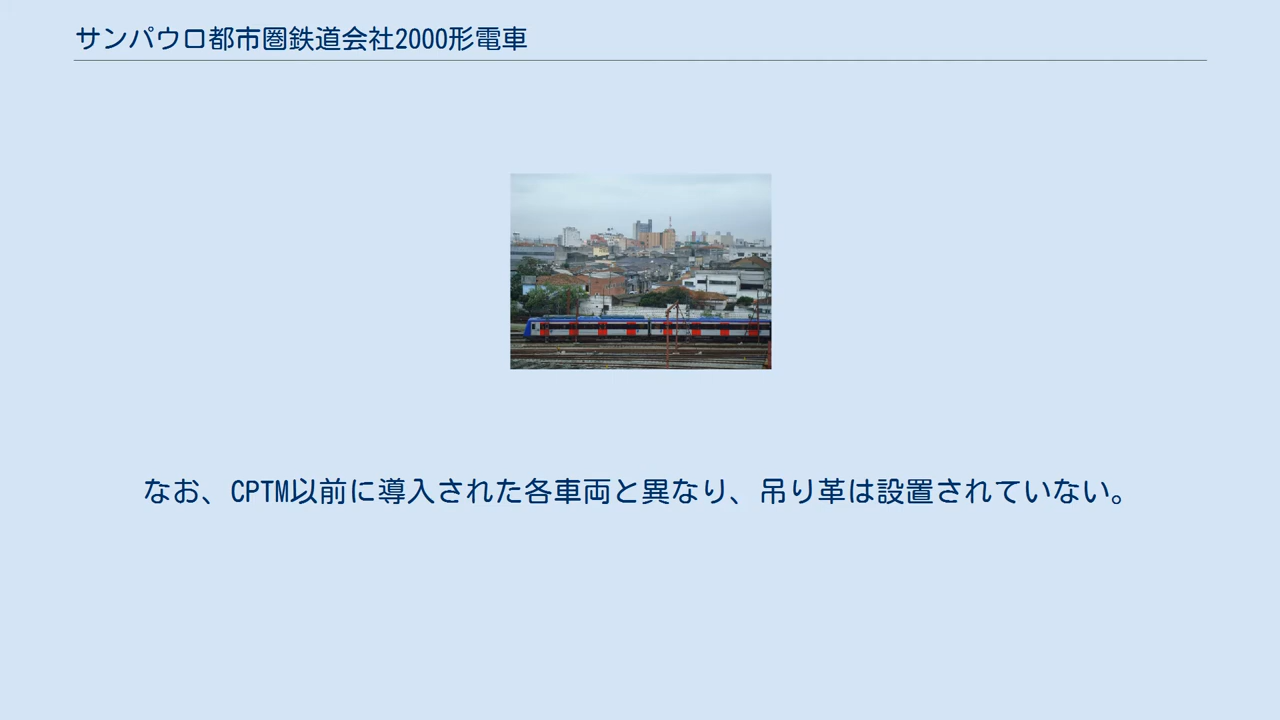 サンパウロ都市圏鉄道会社2000形電車
なお、CPTM以前に導入された各車両と異なり、吊り革は設置されていない。